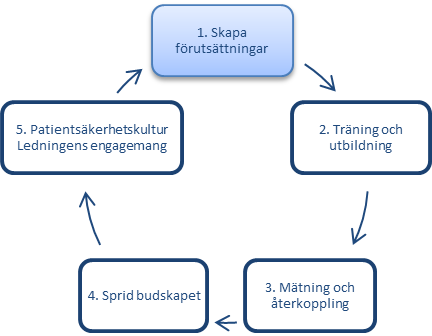 1. Skapa
förutsättningar
2. Träning och
utbildning
3. Mätning och
återkoppling
4. Sprid budskapet
5. Patientsäkerhetskultur
Ledningens engagemang